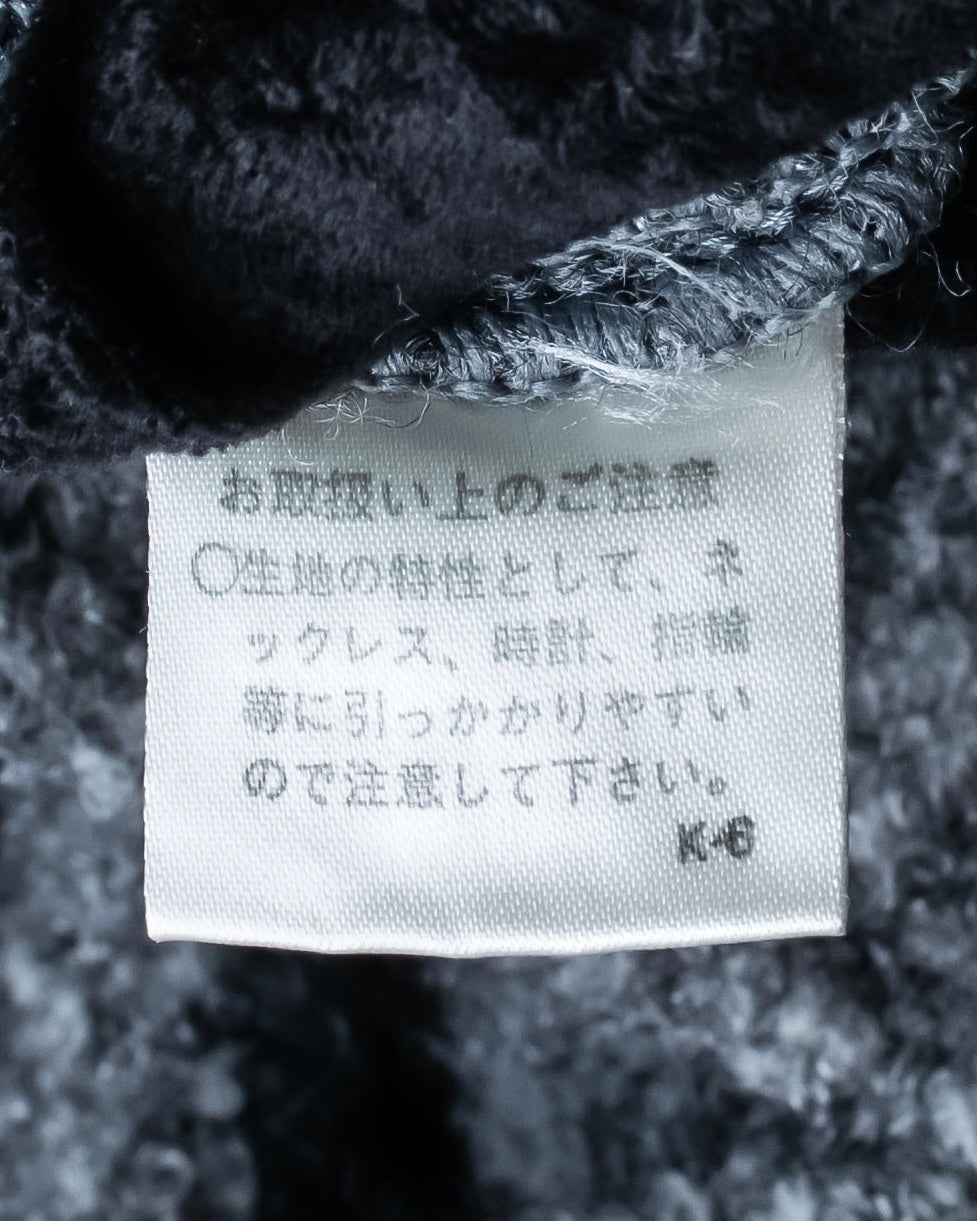 お取扱い上のご注意
○生地の特性として、ネ
ックレス、時計、指輪
等に引っかかりやすい
ので注意して下さい。
K-6